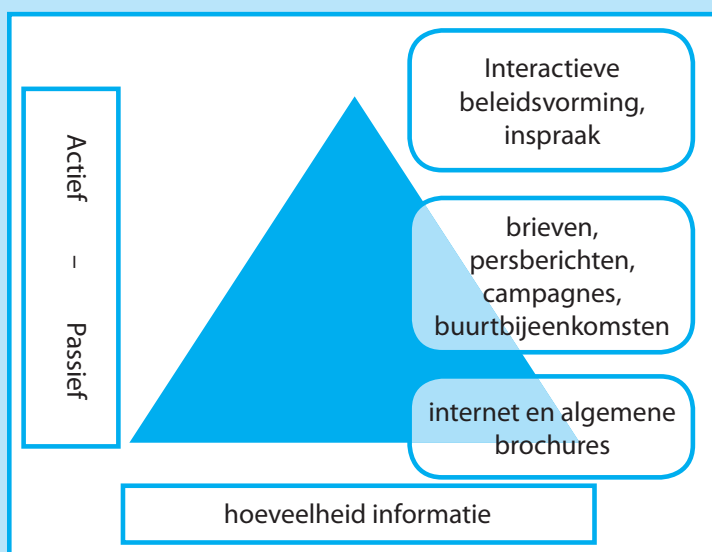 Actief – Passief
Interactieve
beleidsvorming,
inspraak
brieven,
persberichten,
campagnes,
buurtbijeenkomsten
internet en algemene
brochures
hoeveelheid informatie